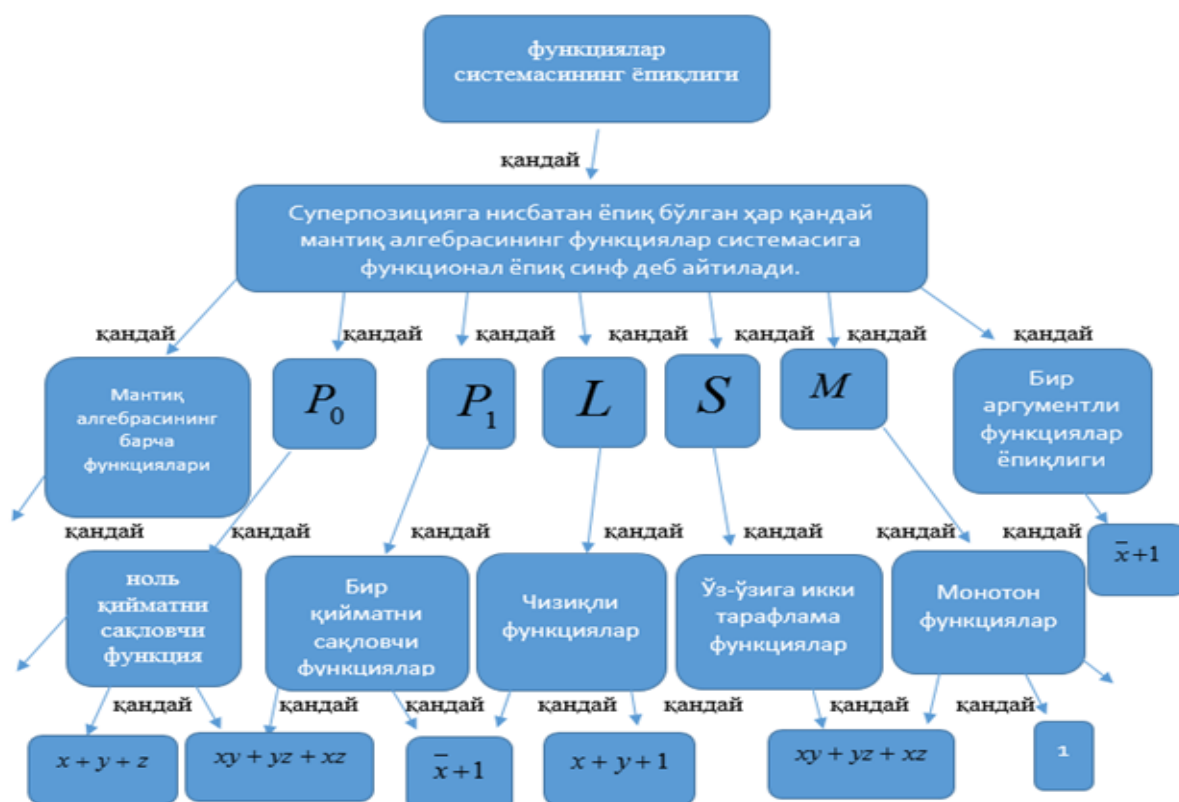 функциялар
системасининг ёпиқлиги
қандай
Суперпозицияга нисбатан ёпиқ бўлган ҳар қандай
мантиқ алгебрасининг функциялар системасига
функционал ёпиқ синф деб айтилади.
қандай қандай қандай қандай қандай қандай қандай
Мантиқ
алгебрасининг
барча
функциялари
P₀
P₁
L
S
M
Бир
аргументли
функциялар
ёпиқлиги
қандай қандай қандай қандай қандай қандай
ноль
қийматни
сақловчи
функция
Бир
қийматни
сақловчи
функциялар
Чизиқли
функциялар
Ўз-ўзига икки
тарафлама
функциялар
Монотон
функциялар
x̄+1
қандай қандай қандай қандай қандай қандай
x + y + z
xy + yz + xz
x̄+1
x + y + 1
xy + yz + xz
1